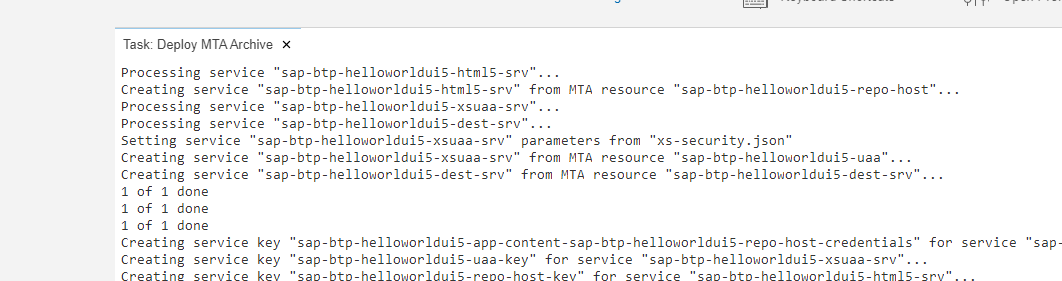 Task: Deploy MTA Archive ×
Processing service "sap-btp-helloworldui5-html5-srv"...
Creating service "sap-btp-helloworldui5-html5-srv" from MTA resource "sap-btp-helloworldui5-repo-host"...
Processing service "sap-btp-helloworldui5-xsuaa-srv"...
Processing service "sap-btp-helloworldui5-dest-srv"...
Setting service "sap-btp-helloworldui5-xsuaa-srv" parameters from "xs-security.json"
Creating service "sap-btp-helloworldui5-xsuaa-srv" from MTA resource "sap-btp-helloworldui5-uaa"...
Creating service "sap-btp-helloworldui5-dest-srv" from MTA resource "sap-btp-helloworldui5-dest-srv"...
1 of 1 done
1 of 1 done
1 of 1 done
Creating service key "sap-btp-helloworldui5-app-content-sap-btp-helloworldui5-repo-host-credentials" for service "sap-
Creating service key "sap-btp-helloworldui5-uaa-key" for service "sap-btp-helloworldui5-xsuaa-srv"...
Creating service key "sap-btp-helloworldui5-repo-host-key" for service "sap-btp-helloworldui5-html5-srv"...